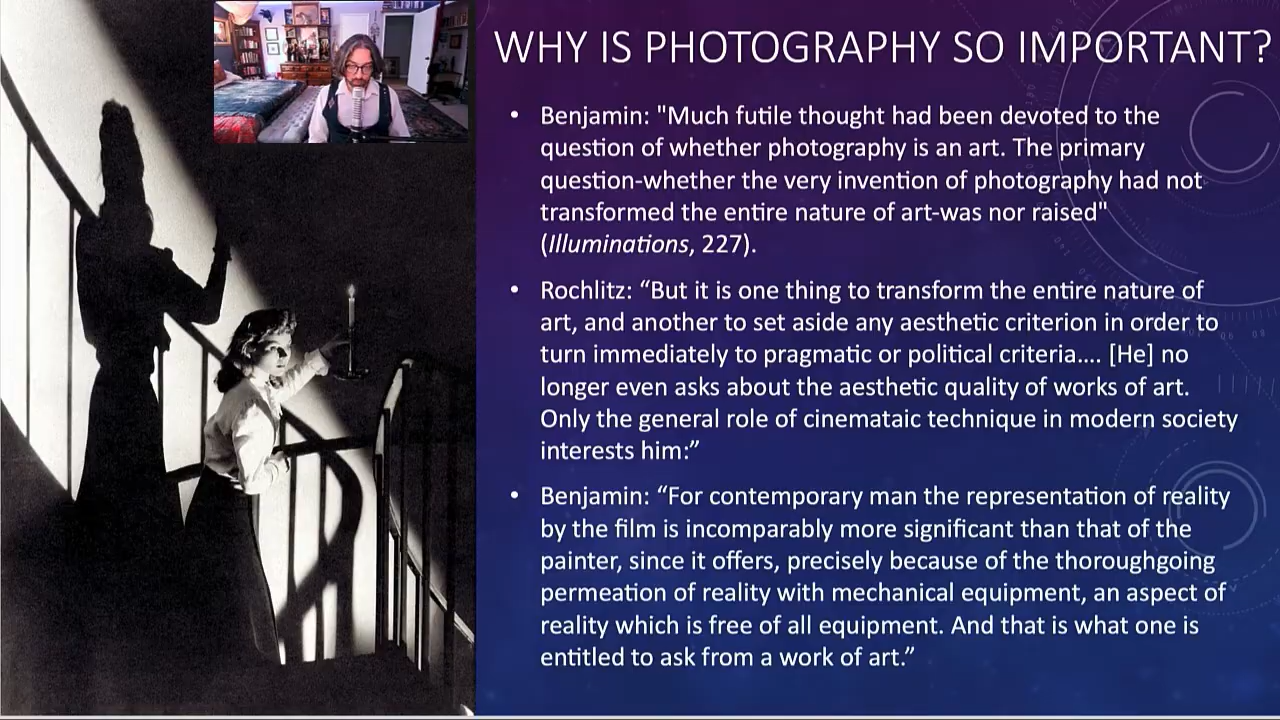 WHY IS PHOTOGRAPHY SO IMPORTANT?
• Benjamin: "Much futile thought had been devoted to the
question of whether photography is an art. The primary
question-whether the very invention of photography had not
transformed the entire nature of art-was nor raised"
(Illuminations, 227).
• Rochlitz: “But it is one thing to transform the entire nature of
art, and another to set aside any aesthetic criterion in order to
turn immediately to pragmatic or political criteria…. [He] no
longer even asks about the aesthetic quality of works of art.
Only the general role of cinemataic technique in modern society
interests him:”
• Benjamin: “For contemporary man the representation of reality
by the film is incomparably more significant than that of the
painter, since it offers, precisely because of the thoroughgoing
permeation of reality with mechanical equipment, an aspect of
reality which is free of all equipment. And that is what one is
entitled to ask from a work of art.”